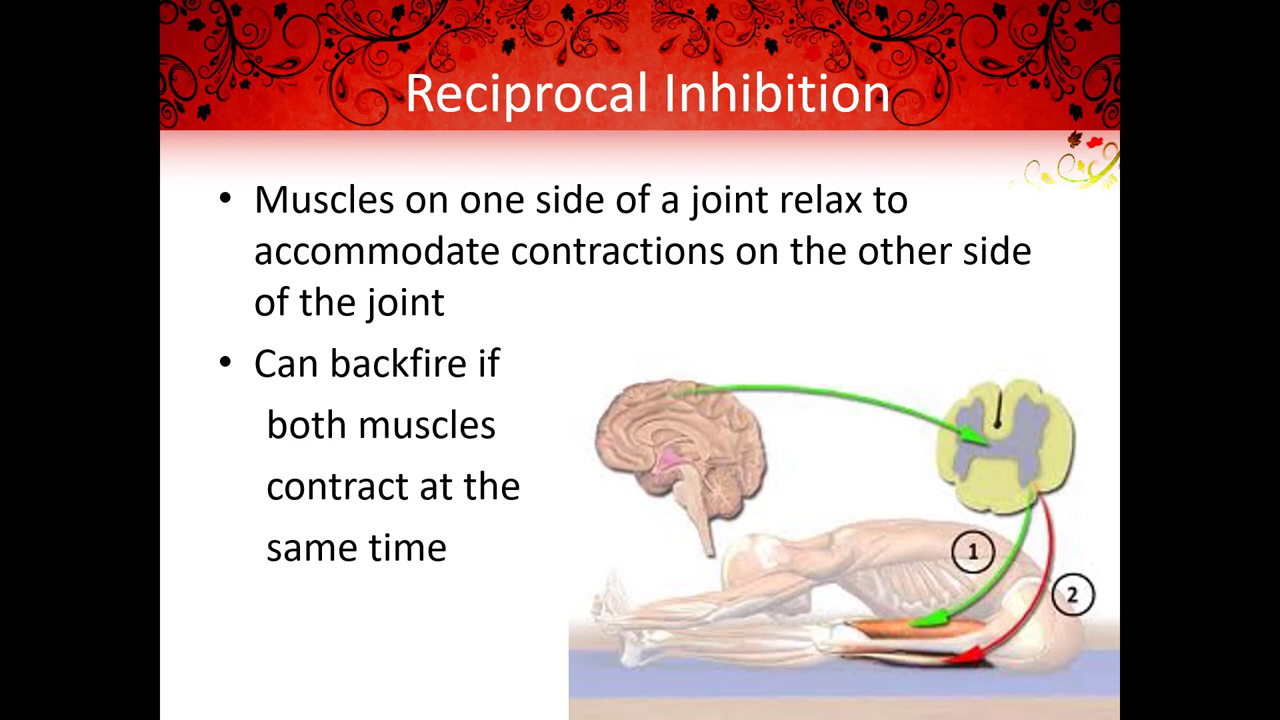 Reciprocal Inhibition
• Muscles on one side of a joint relax to
accommodate contractions on the other side
of the joint
• Can backfire if
both muscles
contract at the
same time
1
2